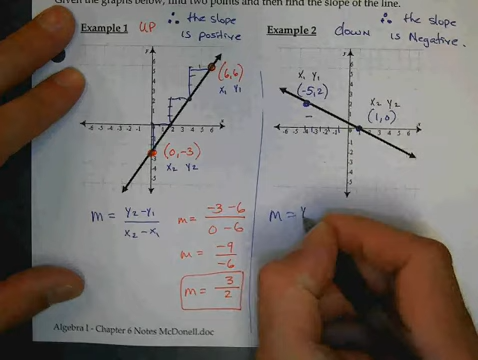 Given the graphs below, find two points and then find the slope of the line.
Example 1 UP ∴ the slope is positive
(6,6)
X₁ Y₁
(0,-3)
X₂ Y₂
m = Y₂-Y₁ / X₂-X₁
m = -3-6 / 0-6
m = -9 / -6
m = 3 / 2
Example 2 down ∴ the slope is Negative.
X₁ Y₁
(-5,2)
X₂ Y₂
(1,0)
m =
Algebra I - Chapter 6 Notes McDonell.doc